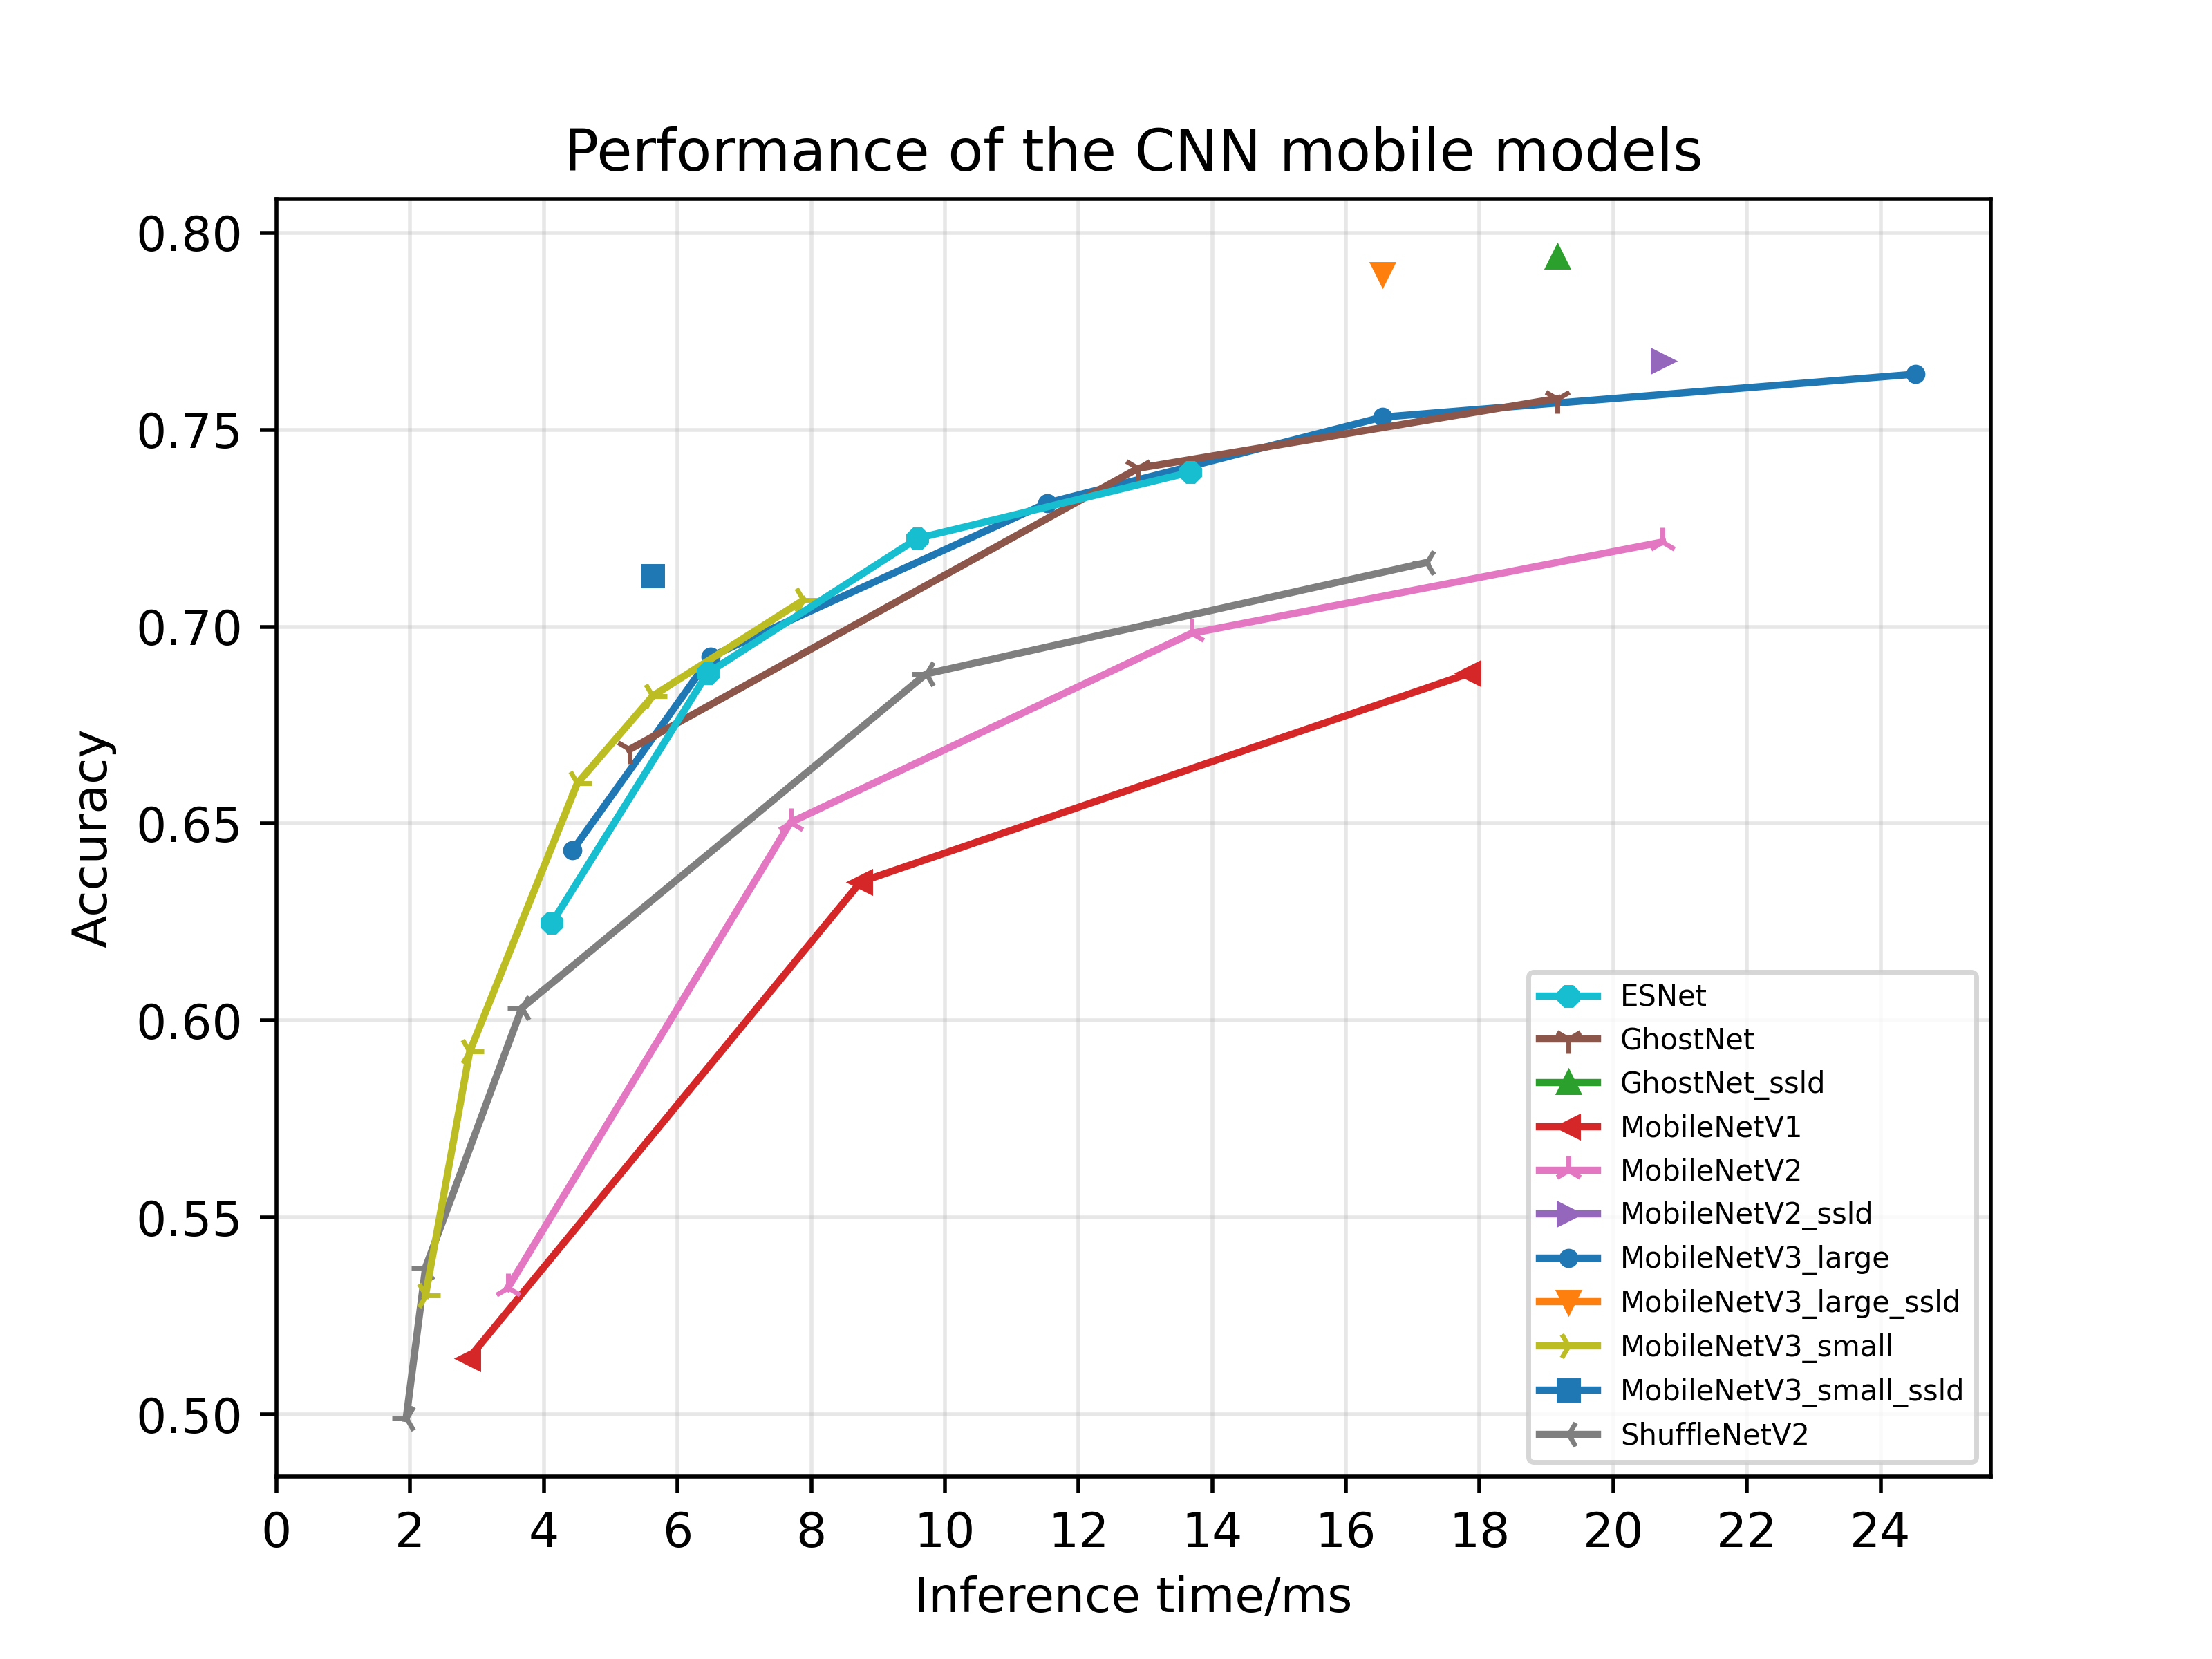 Performance of the CNN mobile models
0.80
0.75
0.70
0.65
0.60
0.55
0.50
Accuracy
ESNet
GhostNet
GhostNet_ssld
MobileNetV1
MobileNetV2
MobileNetV2_ssld
MobileNetV3_large
MobileNetV3_large_ssld
MobileNetV3_small
MobileNetV3_small_ssld
ShuffleNetV2
0 2 4 6 8 10 12 14 16 18 20 22 24
Inference time/ms